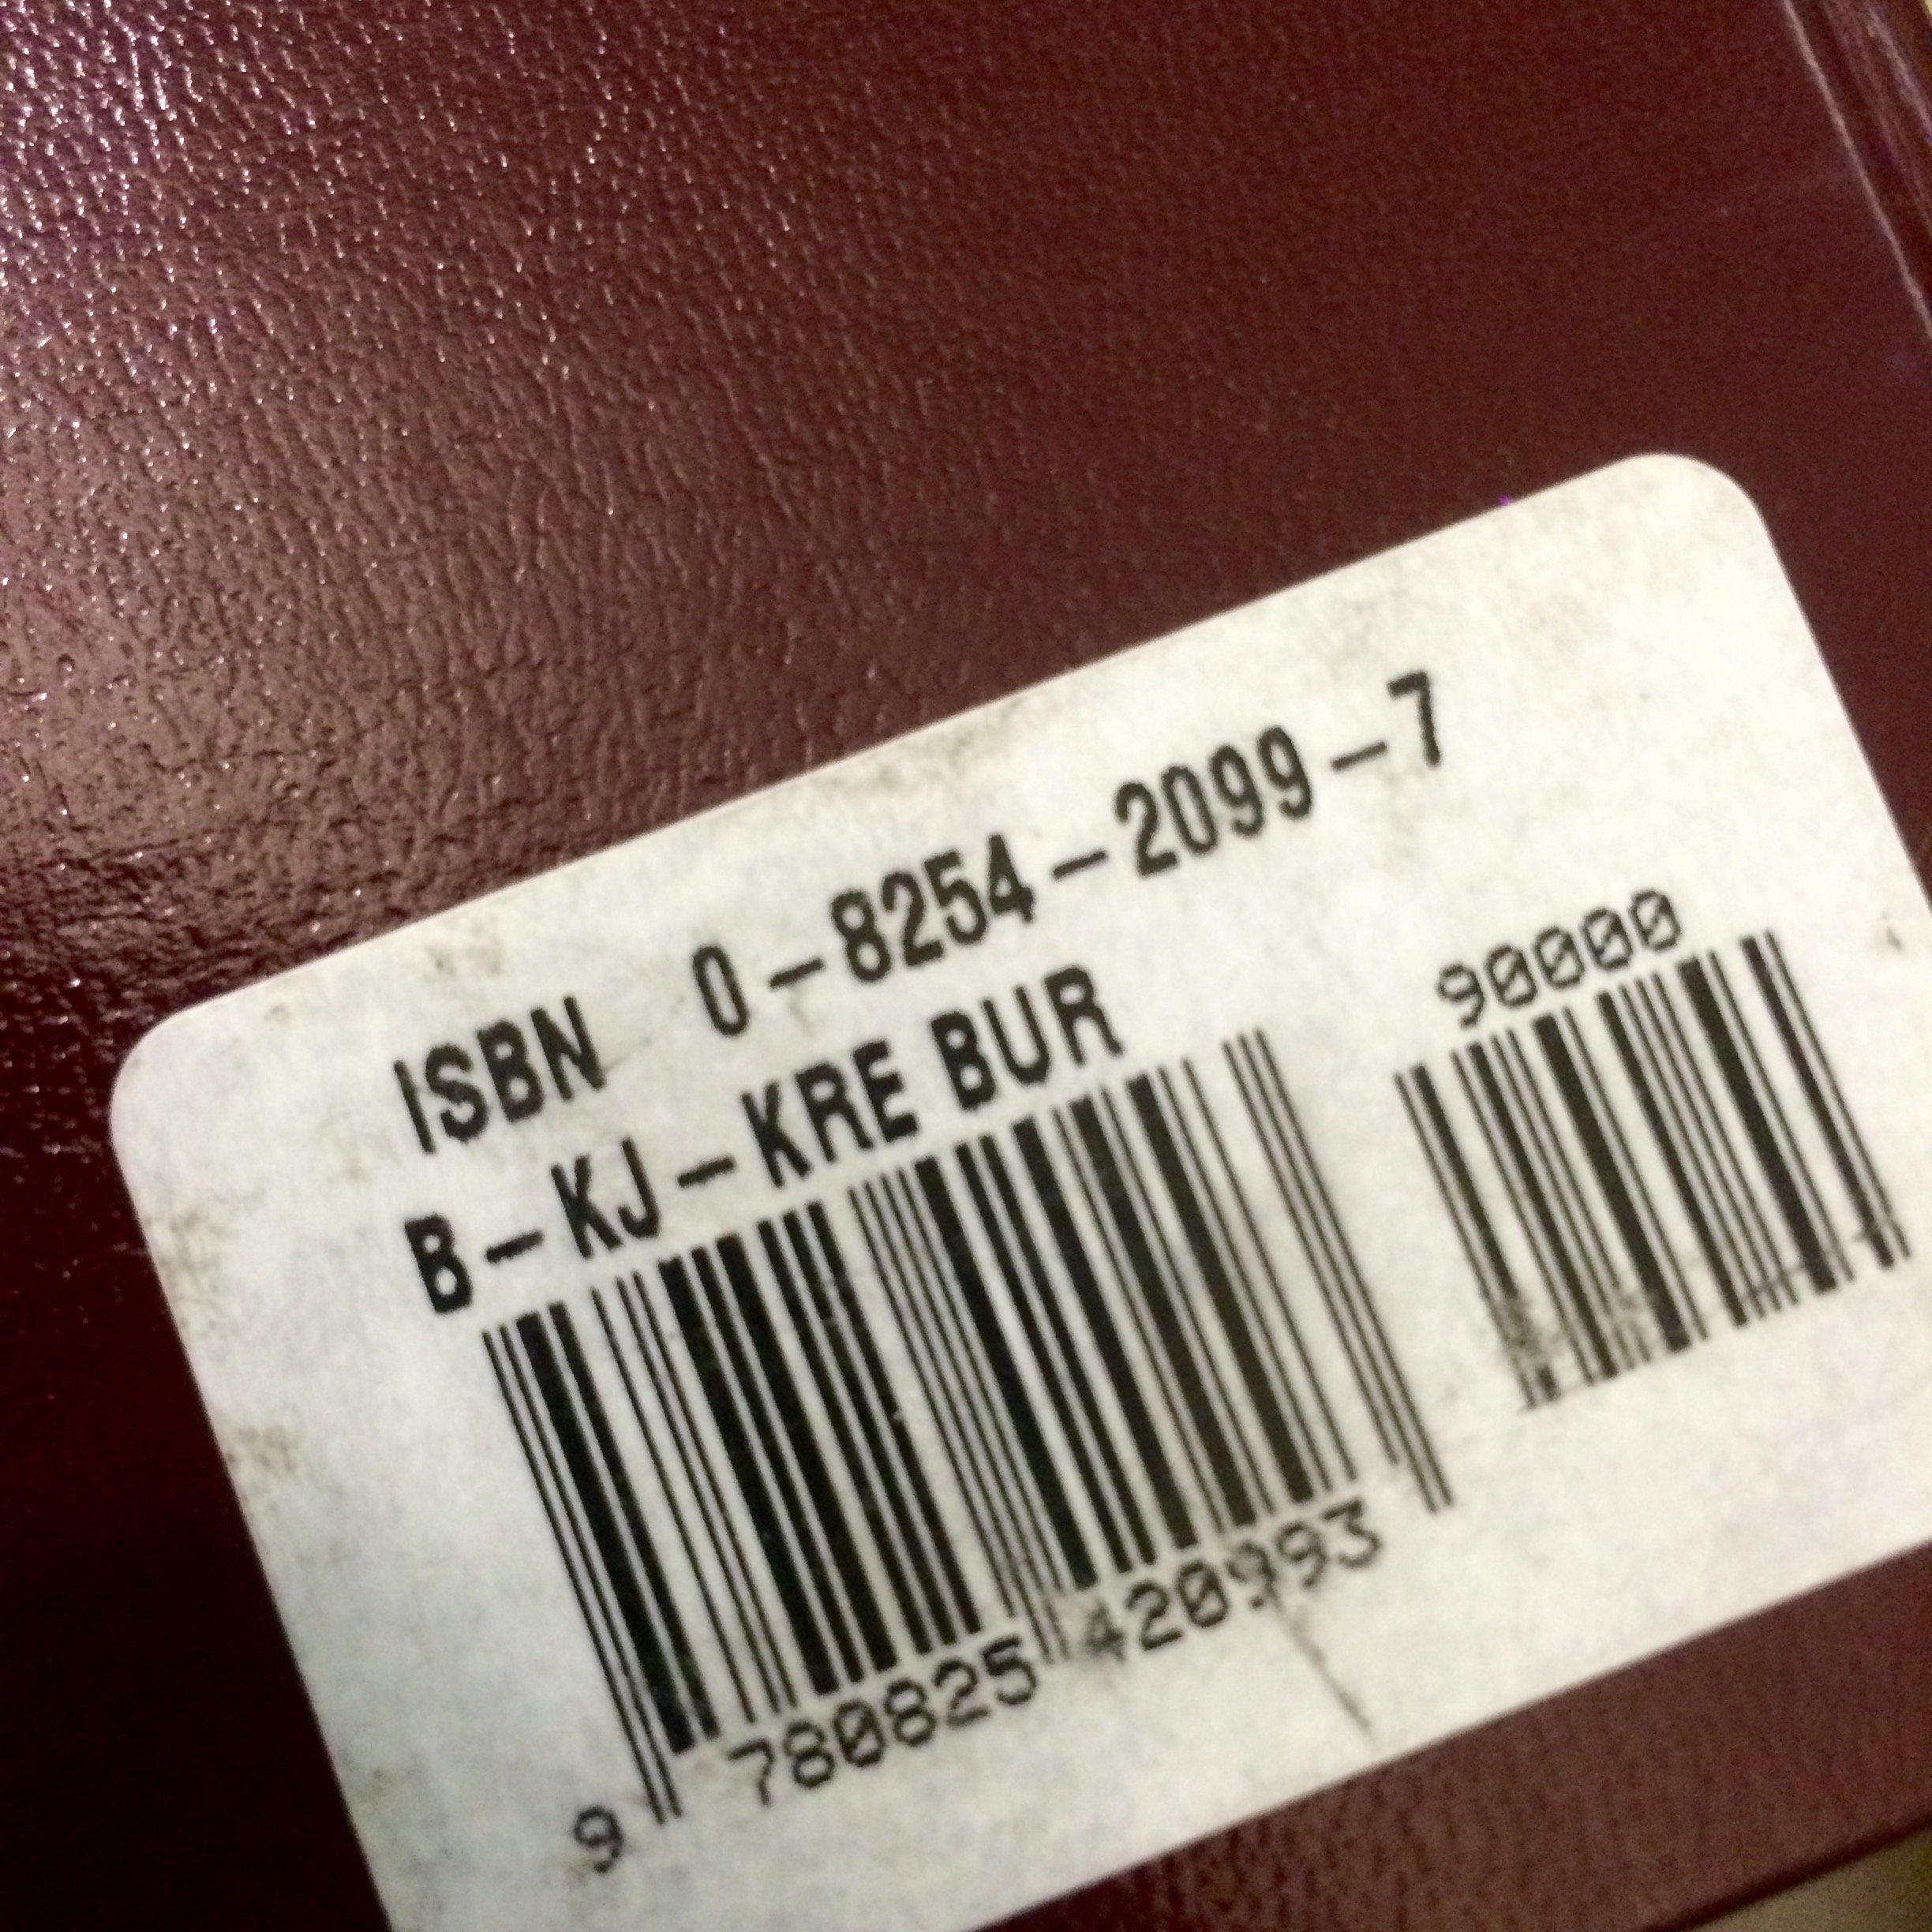 ISBN 0-8254-2099-7
B-KJ-KRE BUR
90000
9 780825 420993